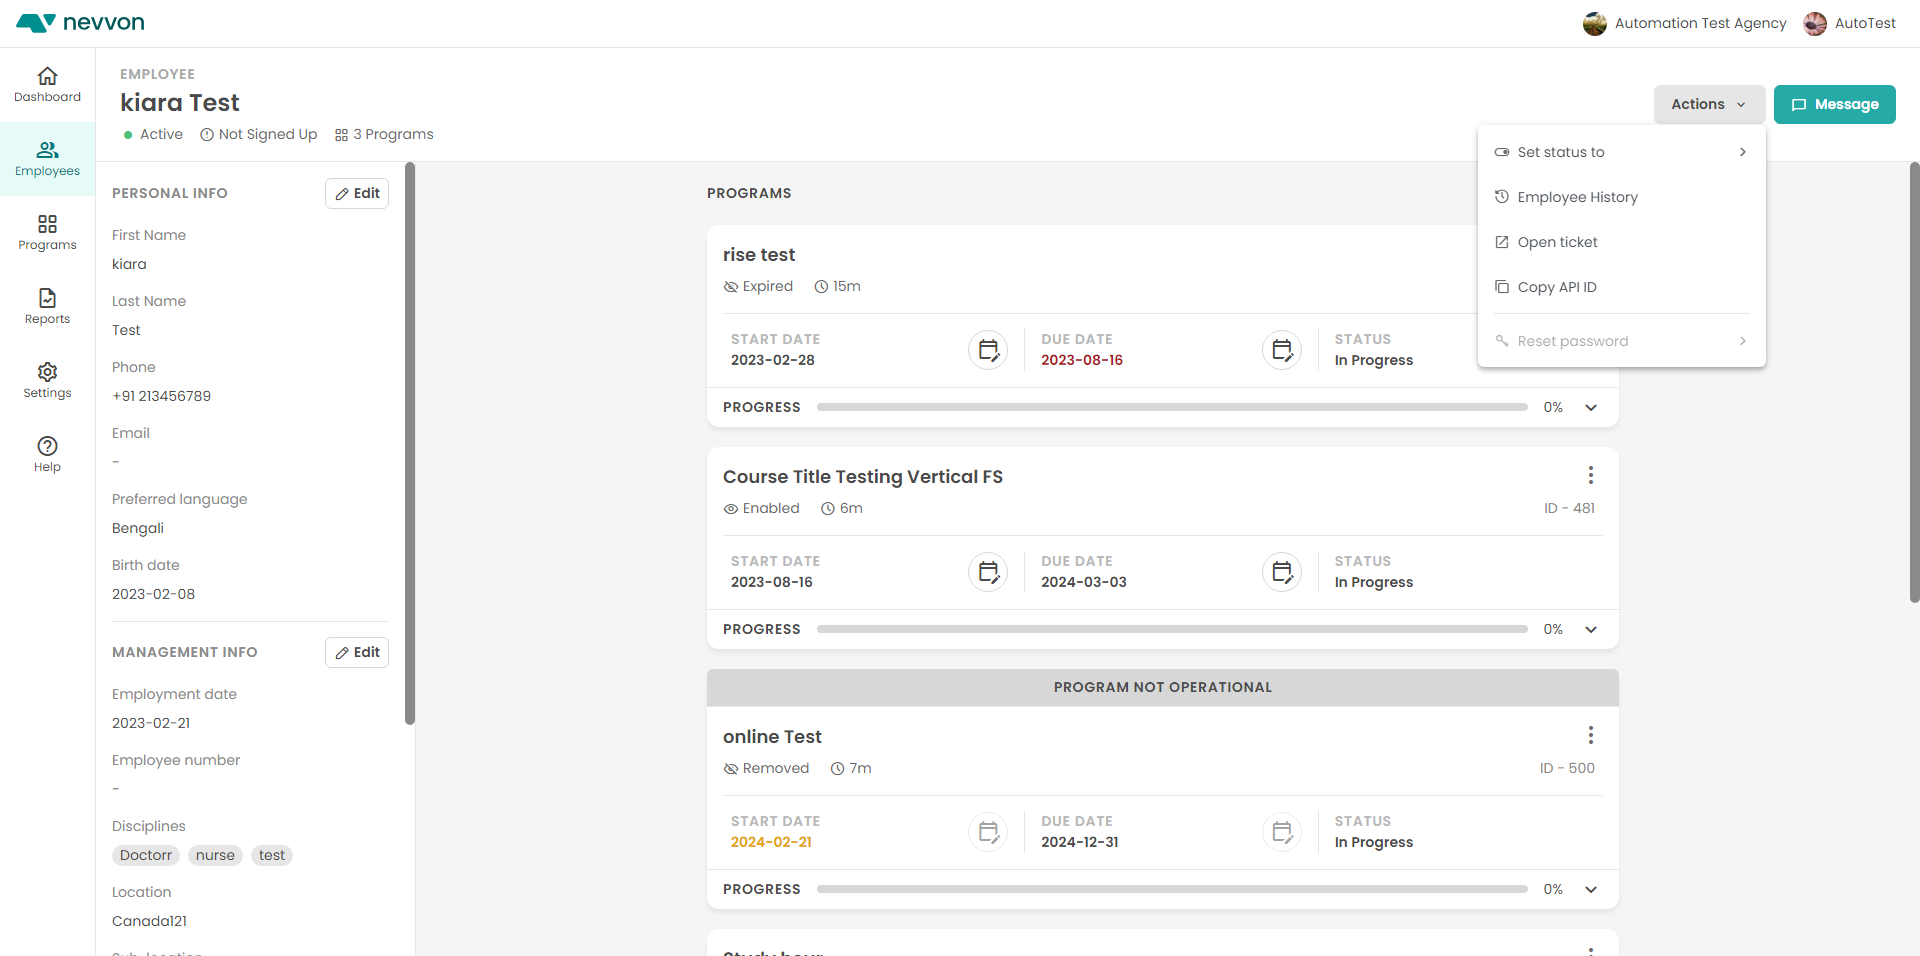 nevvon
Automation Test Agency
AutoTest
Dashboard
Employees
Programs
Reports
Settings
Help
EMPLOYEE
kiara Test
Active
Not Signed Up
3 Programs
Actions
Message
Set status to
Employee History
Open ticket
Copy API ID
Reset password
PERSONAL INFO
Edit
First Name
kiara
Last Name
Test
Phone
+91 213456789
Email
-
Preferred language
Bengali
Birth date
2023-02-08
MANAGEMENT INFO
Edit
Employment date
2023-02-21
Employee number
-
Disciplines
Doctorr nurse test
Location
Canada121
PROGRAMS
rise test
Expired 15m
START DATE
2023-02-28
DUE DATE
2023-08-16
STATUS
In Progress
PROGRESS 0%
Course Title Testing Vertical FS
Enabled 6m
ID - 481
START DATE
2023-08-16
DUE DATE
2024-03-03
STATUS
In Progress
PROGRESS 0%
PROGRAM NOT OPERATIONAL
online Test
Removed 7m
ID - 500
START DATE
2024-02-21
DUE DATE
2024-12-31
STATUS
In Progress
PROGRESS 0%